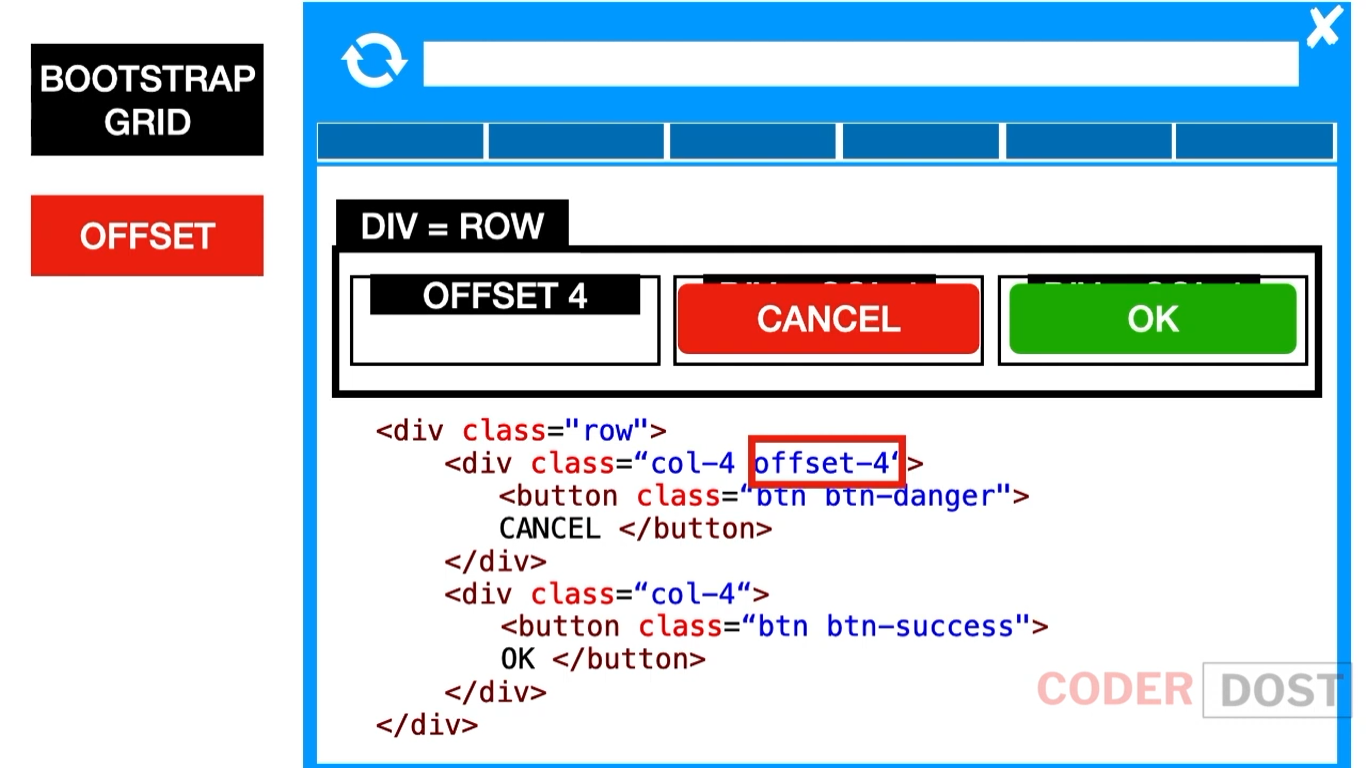 BOOTSTRAP
GRID
OFFSET
DIV = ROW
OFFSET 4
CANCEL
OK
<div class="row">
<div class=“col-4 offset-4“>
<button class=“btn btn-danger">
CANCEL </button>
</div>
<div class=“col-4“>
<button class=“btn btn-success">
OK </button>
</div>
</div>
CODER DOST